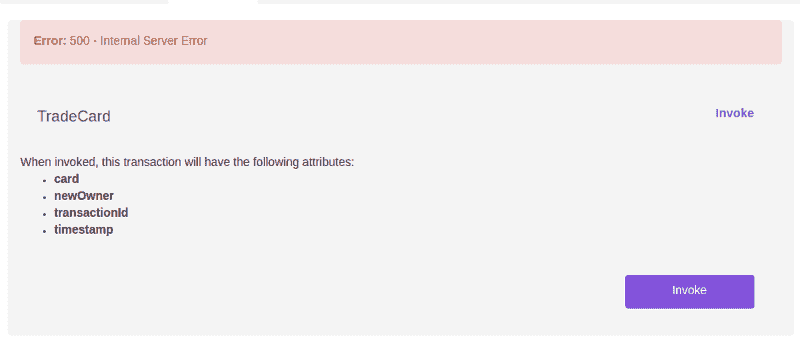 Error: 500 - Internal Server Error
TradeCard
Invoke
When invoked, this transaction will have the following attributes:
card
newOwner
transactionId
timestamp
Invoke